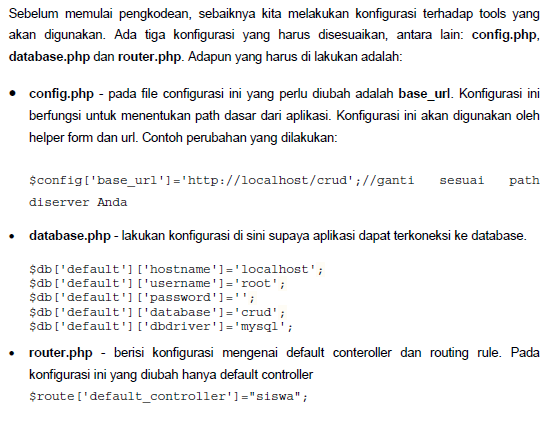 Sebelum memulai pengkodean, sebaiknya kita melakukan konfigurasi terhadap tools yang
akan digunakan. Ada tiga konfigurasi yang harus disesuaikan, antara lain: config.php,
database.php dan router.php. Adapun yang harus di lakukan adalah:
• config.php - pada file configurasi ini yang perlu diubah adalah base_url. Konfigurasi ini
berfungsi untuk menentukan path dasar dari aplikasi. Konfigurasi ini akan digunakan oleh
helper form dan url. Contoh perubahan yang dilakukan:
$config['base_url']='http://localhost/crud';//ganti sesuai path
diserver Anda
• database.php - lakukan konfigurasi di sini supaya aplikasi dapat terkoneksi ke database.
$db['default']['hostname']='localhost';
$db['default']['username']='root';
$db['default']['password']='';
$db['default']['database']='crud';
$db['default']['dbdriver']='mysql';
• router.php - berisi konfigurasi mengenai default conteroller dan routing rule. Pada
konfigurasi ini yang diubah hanya default controller
$route['default_controller']="siswa";